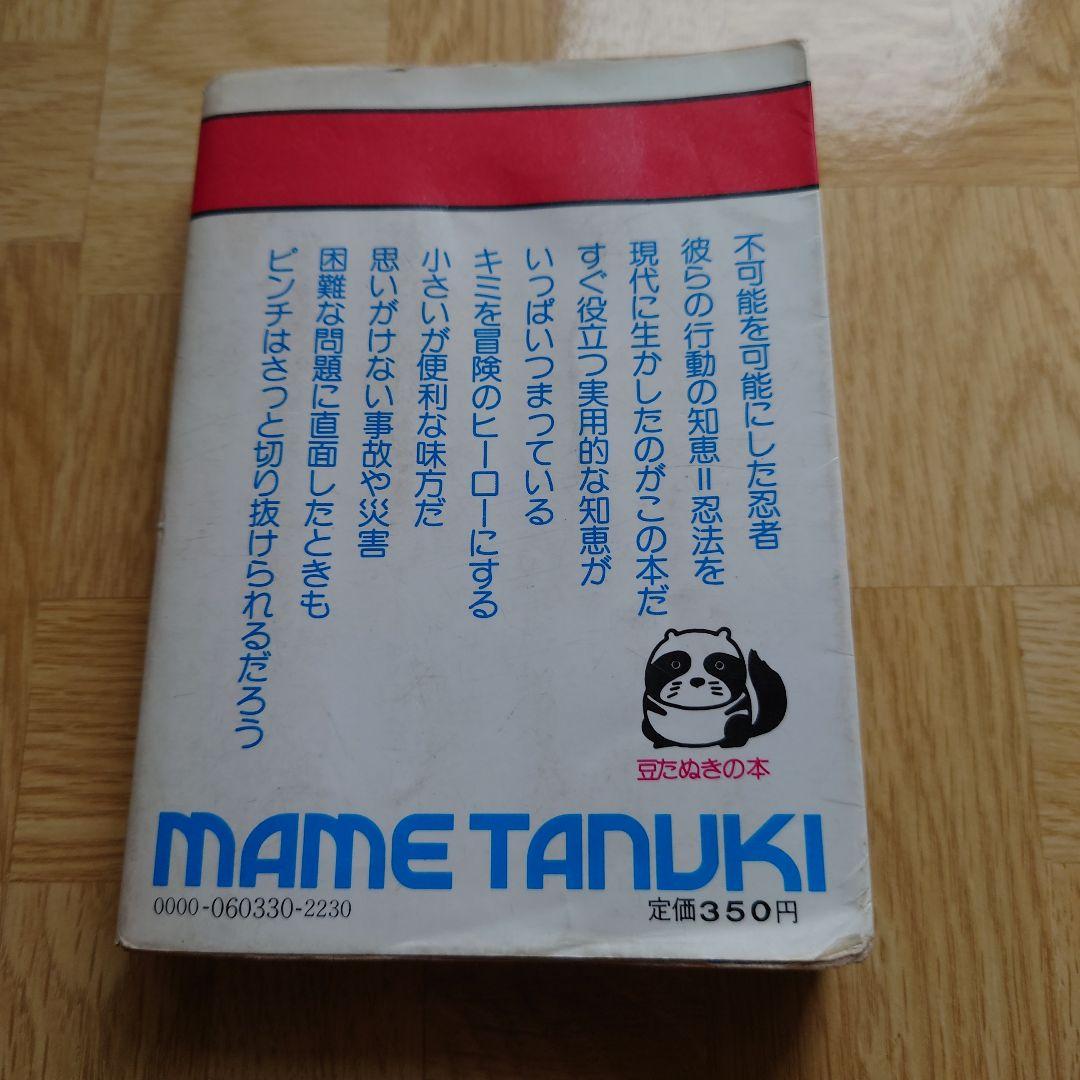 不可能を可能にした忍者
彼らの行動の知恵＝忍法を
現代に生かしたのがこの本だ
すぐ役立つ実用的な知恵が
いっぱいつまっている
キミを冒険のヒーローにする
小さいが便利な味方だ
思いがけない事故や災害
困難な問題に直面したときも
ピンチはさっと切り抜けられるだろう
豆たぬきの本
MAME TANUKI
0000-060330-2230
定価350円